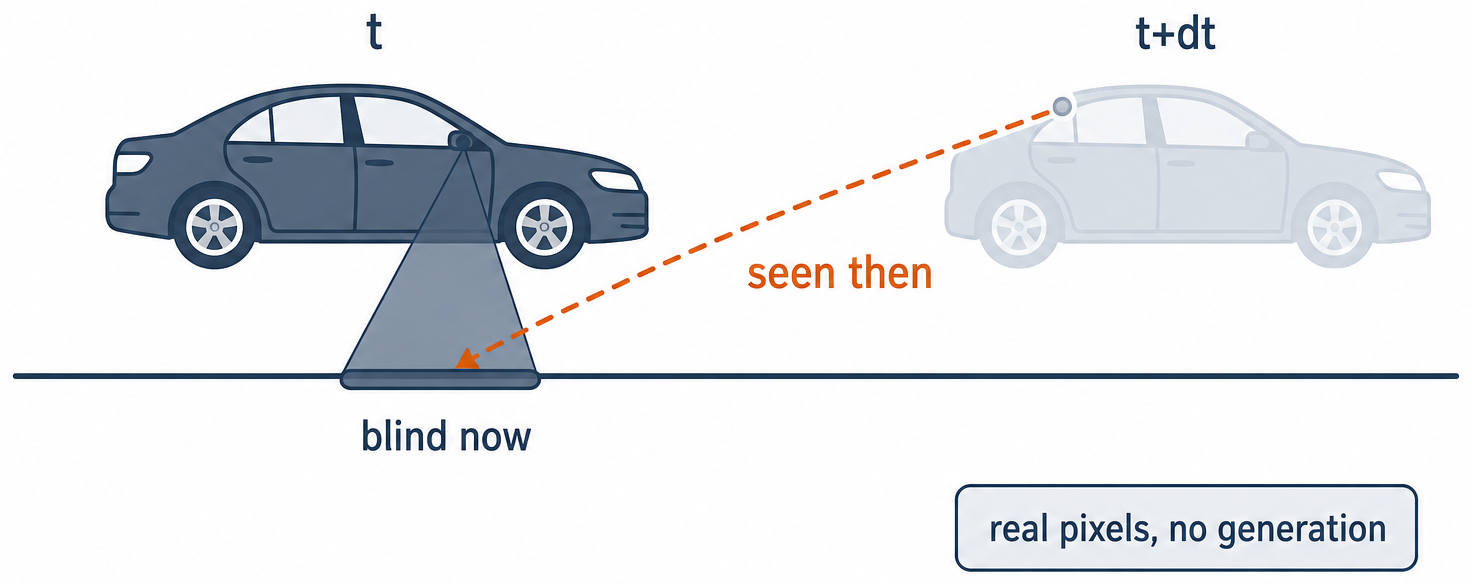 t
t+dt
seen then
blind now
real pixels, no generation